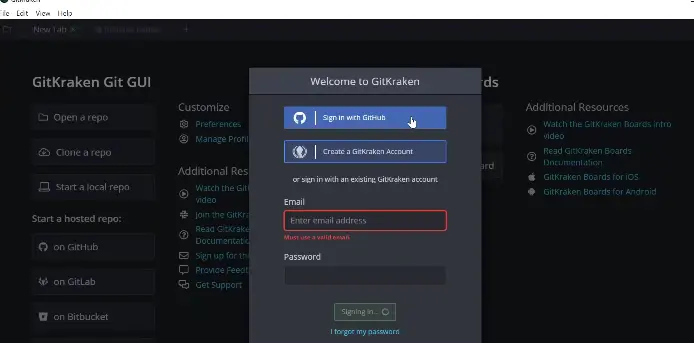 File Edit View Help
New Tab
GitKraken Git GUI
Open a repo
Clone a repo
Start a local repo
Start a hosted repo:
on GitHub
on GitLab
on Bitbucket
Customize
Preferences
Manage Profil
Additional Res
Watch the Git
video
Join the GitKra
Read GitKrake
Documentatio
Sign up for th
Provide Feedb
Get Support
Welcome to GitKraken
Sign in with GitHub
Create a GitKraken Account
or sign in with an existing GitKraken account
Email
Enter email address
Must use a valid email.
Password
Signing in...
I forgot my password
rds
ard
Additional Resources
Watch the GitKraken Boards intro
video
Read GitKraken Boards
Documentation
GitKraken Boards for iOS
GitKraken Boards for Android